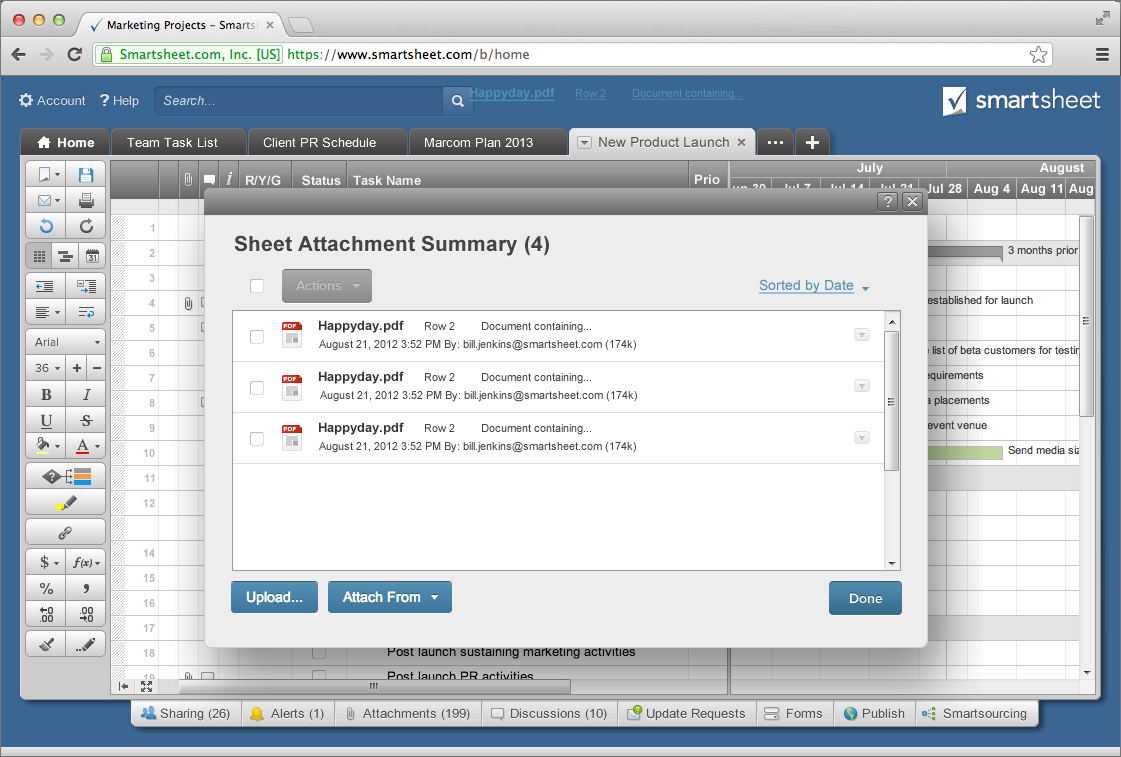 Marketing Projects – Smarts
Smartsheet.com, Inc. [US] https://www.smartsheet.com/b/home
Account ? Help Search... Happyday.pdf Row 2 Document containing... smartsheet
Home Team Task List Client PR Schedule Marcom Plan 2013 New Product Launch
R/Y/G Status Task Name Prio July August
Jul 7 Jul 14 Jul 21 Jul 28 Aug 4 Aug 11 Aug
Sheet Attachment Summary (4)
Actions Sorted by Date
Happyday.pdf Row 2 Document containing...
August 21, 2012 3:52 PM By: bill.jenkins@smartsheet.com (174k)
Happyday.pdf Row 2 Document containing...
August 21, 2012 3:52 PM By: bill.jenkins@smartsheet.com (174k)
Happyday.pdf Row 2 Document containing...
August 21, 2012 3:52 PM By: bill.jenkins@smartsheet.com (174k)
PDF
PDF
PDF
Upload... Attach From Done
31
Arial
36
B I
U S
A
$ f(x)
% ,
.00 .00
1
2
3
4
5
6
7
8
9
10
11
12
14
15
16
17
18
19
3 months prior
established for launch
list of beta customers for testin
equirements
placements
event venue
Send media siz
Post launch sustaining marketing activities
Post launch PR activities
Sharing (26) Alerts (1) Attachments (199) Discussions (10) Update Requests Forms Publish Smartsourcing